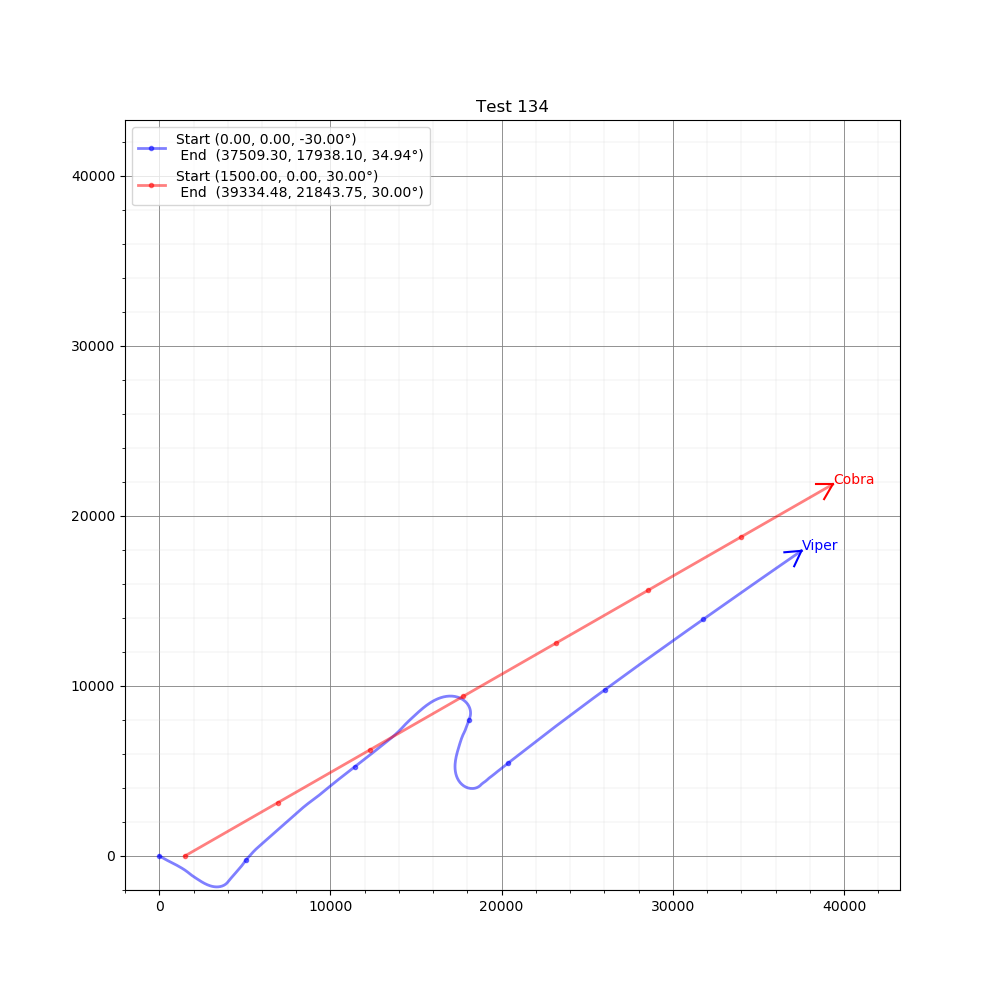 Test 134
Start (0.00, 0.00, -30.00°)
End (37509.30, 17938.10, 34.94°)
Start (1500.00, 0.00, 30.00°)
End (39334.48, 21843.75, 30.00°)
40000
30000
20000
10000
0
Cobra
Viper
0
10000
20000
30000
40000